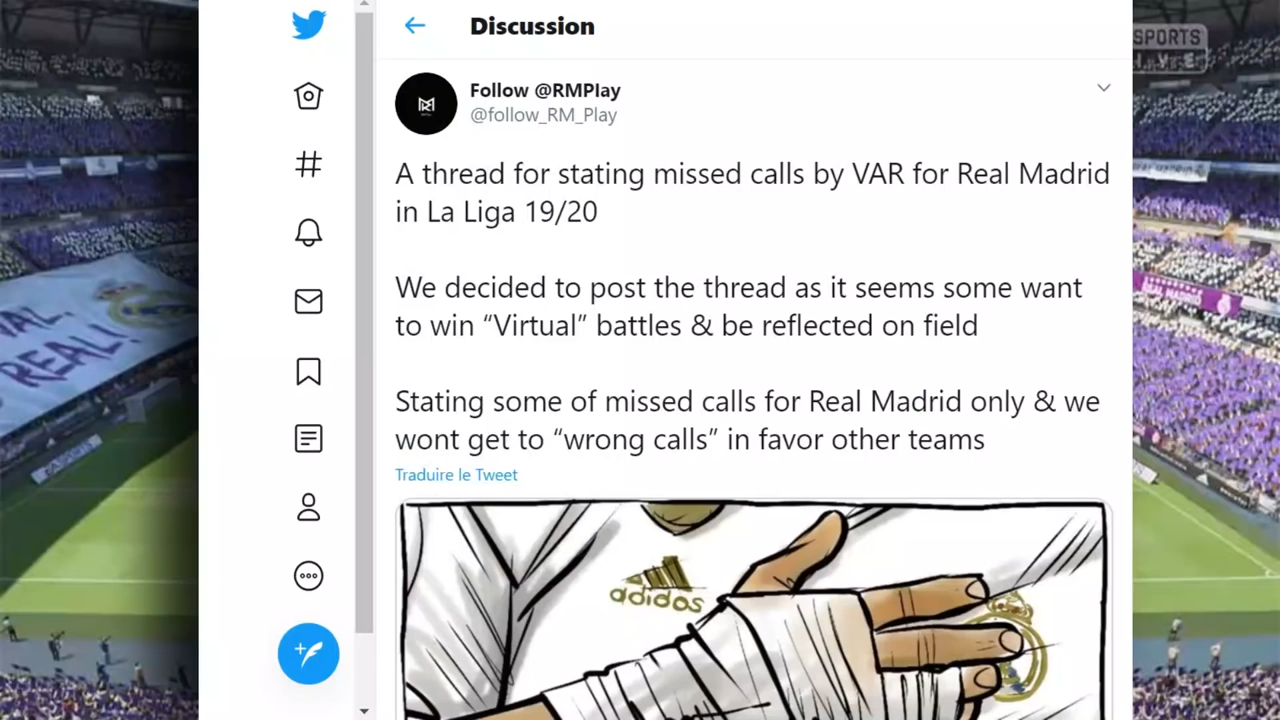 Discussion
Follow @RMPlay
@follow_RM_Play
A thread for stating missed calls by VAR for Real Madrid
in La Liga 19/20
We decided to post the thread as it seems some want
to win “Virtual” battles & be reflected on field
Stating some of missed calls for Real Madrid only & we
wont get to “wrong calls” in favor other teams
Traduire le Tweet
adidas
REAL!
SPORTS